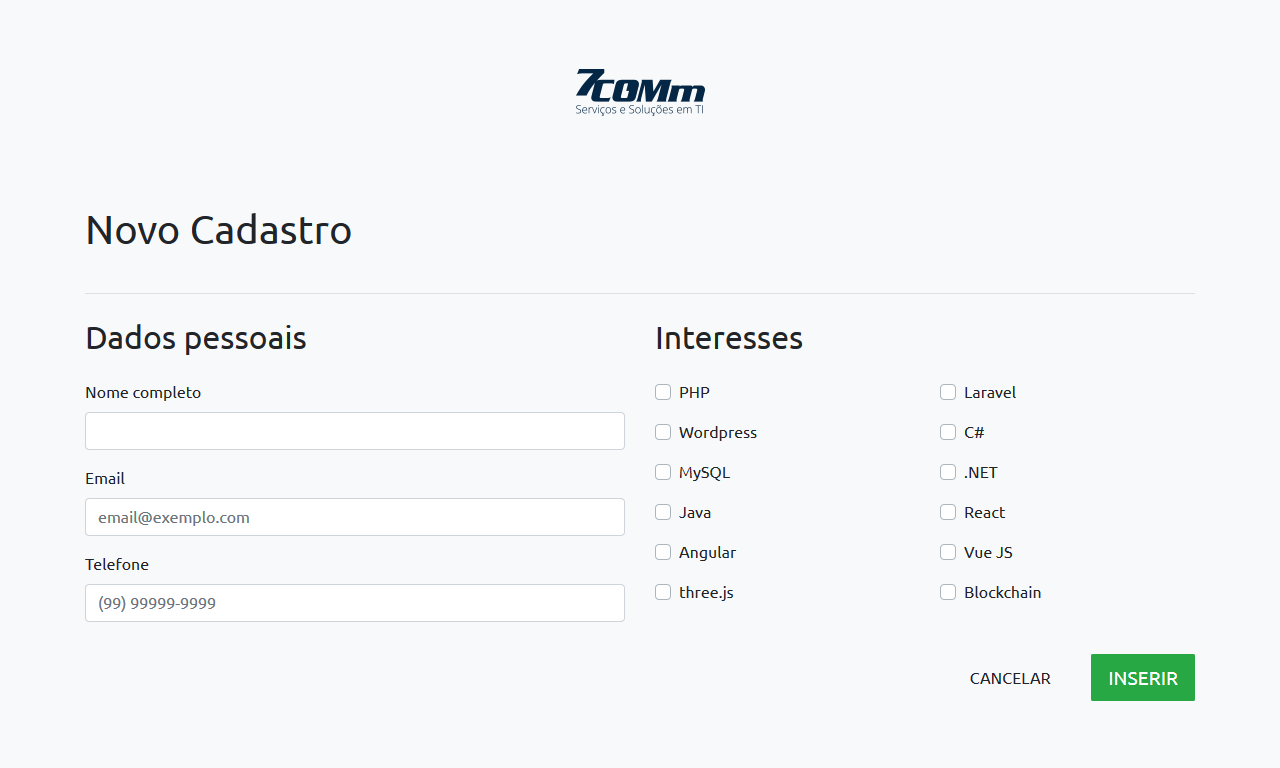 7COMm
Serviços e Soluções em TI
Novo Cadastro
Dados pessoais
Nome completo
Email
email@exemplo.com
Telefone
(99) 99999-9999
Interesses
PHP
Laravel
Wordpress
C#
MySQL
.NET
Java
React
Angular
Vue JS
three.js
Blockchain
CANCELAR
INSERIR